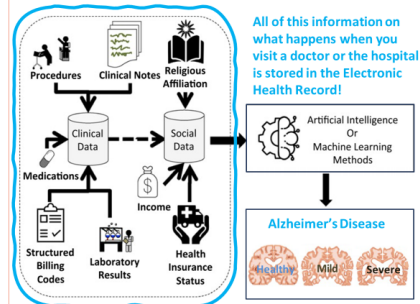 All of this information on
what happens when you
visit a doctor or the hospital
is stored in the Electronic
Health Record!
Procedures
Clinical Notes
Religious
Affiliation
Clinical
Data
Social
Data
Medications
Income
Structured
Billing
Codes
Laboratory
Results
Health
Insurance
Status
Artificial Intelligence
Or
Machine Learning
Methods
Alzheimer's Disease
Healthy
Mild
Severe